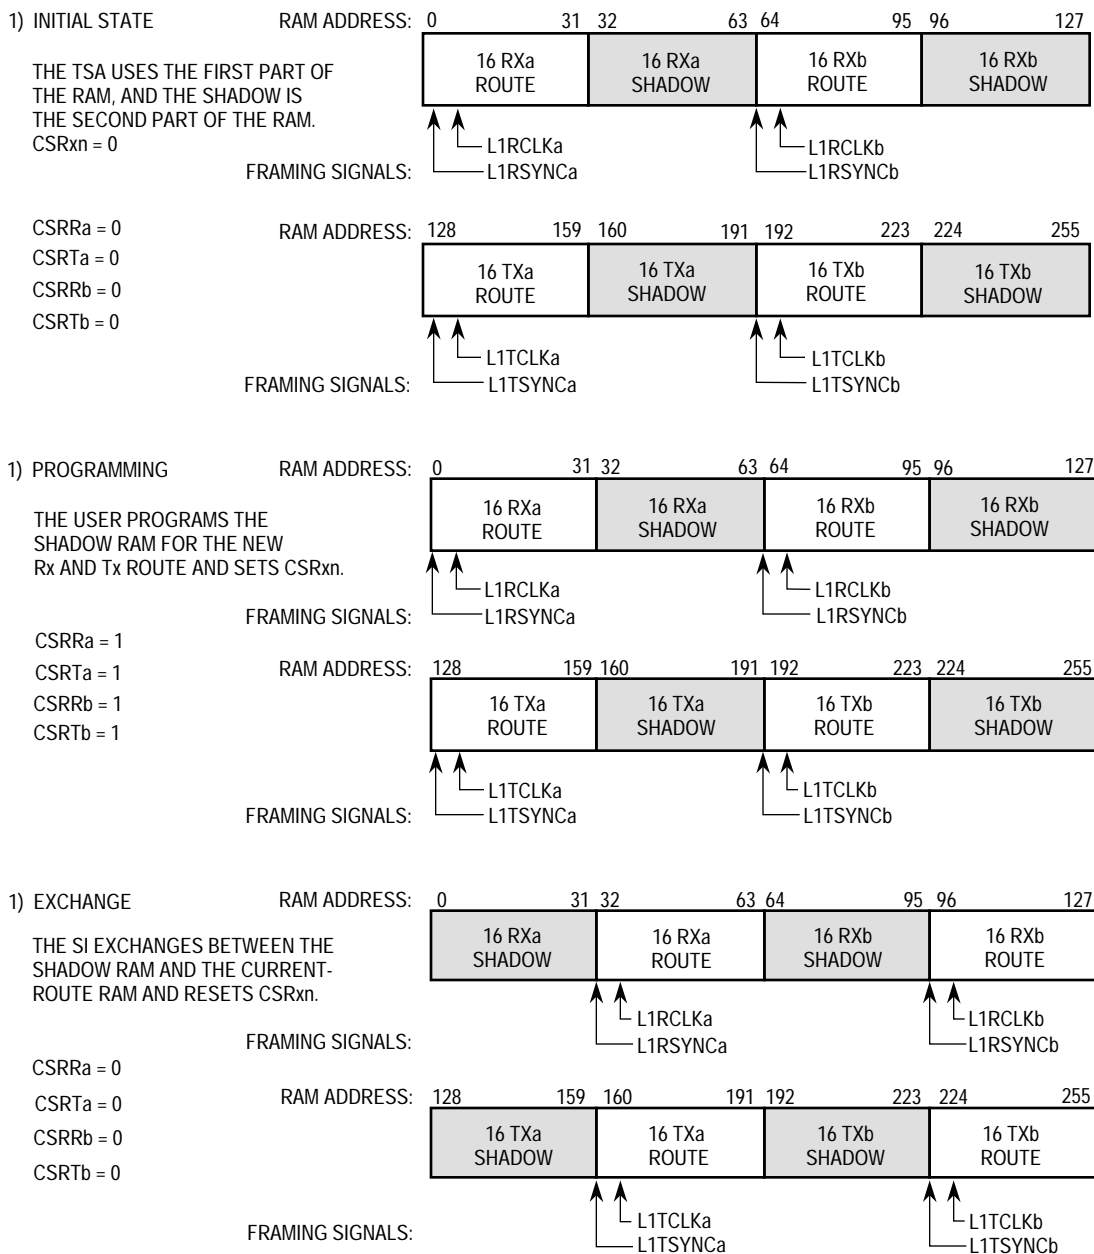 1) INITIAL STATE RAM ADDRESS: 0 31 32 63 64 95 96 127
THE TSA USES THE FIRST PART OF
THE RAM, AND THE SHADOW IS
THE SECOND PART OF THE RAM.
CSRxn = 0
16 RXa ROUTE
16 RXa SHADOW
16 RXb ROUTE
16 RXb SHADOW
L1RCLKa L1RCLKb
FRAMING SIGNALS: L1RSYNCa L1RSYNCb
CSRRa = 0
CSRTa = 0
CSRRb = 0
CSRTb = 0
RAM ADDRESS: 128 159 160 191 192 223 224 255
16 TXa ROUTE
16 TXa SHADOW
16 TXb ROUTE
16 TXb SHADOW
L1TCLKa L1TCLKb
FRAMING SIGNALS: L1TSYNCa L1TSYNCb
1) PROGRAMMING RAM ADDRESS: 0 31 32 63 64 95 96 127
THE USER PROGRAMS THE
SHADOW RAM FOR THE NEW
Rx AND Tx ROUTE AND SETS CSRxn.
16 RXa ROUTE
16 RXa SHADOW
16 RXb ROUTE
16 RXb SHADOW
L1RCLKa L1RCLKb
FRAMING SIGNALS: L1RSYNCa L1RSYNCb
CSRRa = 1
CSRTa = 1
CSRRb = 1
CSRTb = 1
RAM ADDRESS: 128 159 160 191 192 223 224 255
16 TXa ROUTE
16 TXa SHADOW
16 TXb ROUTE
16 TXb SHADOW
L1TCLKa L1TCLKb
FRAMING SIGNALS: L1TSYNCa L1TSYNCb
1) EXCHANGE RAM ADDRESS: 0 31 32 63 64 95 96 127
THE SI EXCHANGES BETWEEN THE
SHADOW RAM AND THE CURRENT-
ROUTE RAM AND RESETS CSRxn.
16 RXa SHADOW
16 RXa ROUTE
16 RXb SHADOW
16 RXb ROUTE
L1RCLKa L1RCLKb
FRAMING SIGNALS: L1RSYNCa L1RSYNCb
CSRRa = 0
CSRTa = 0
CSRRb = 0
CSRTb = 0
RAM ADDRESS: 128 159 160 191 192 223 224 255
16 TXa SHADOW
16 TXa ROUTE
16 TXb SHADOW
16 TXb ROUTE
L1TCLKa L1TCLKb
FRAMING SIGNALS: L1TSYNCa L1TSYNCb